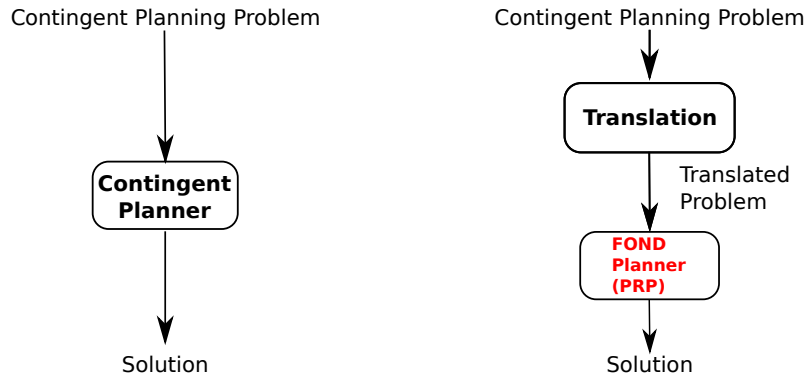 Contingent Planning Problem
Contingent
Planner
Solution
Contingent Planning Problem
Translation
Translated
Problem
FOND
Planner
(PRP)
Solution